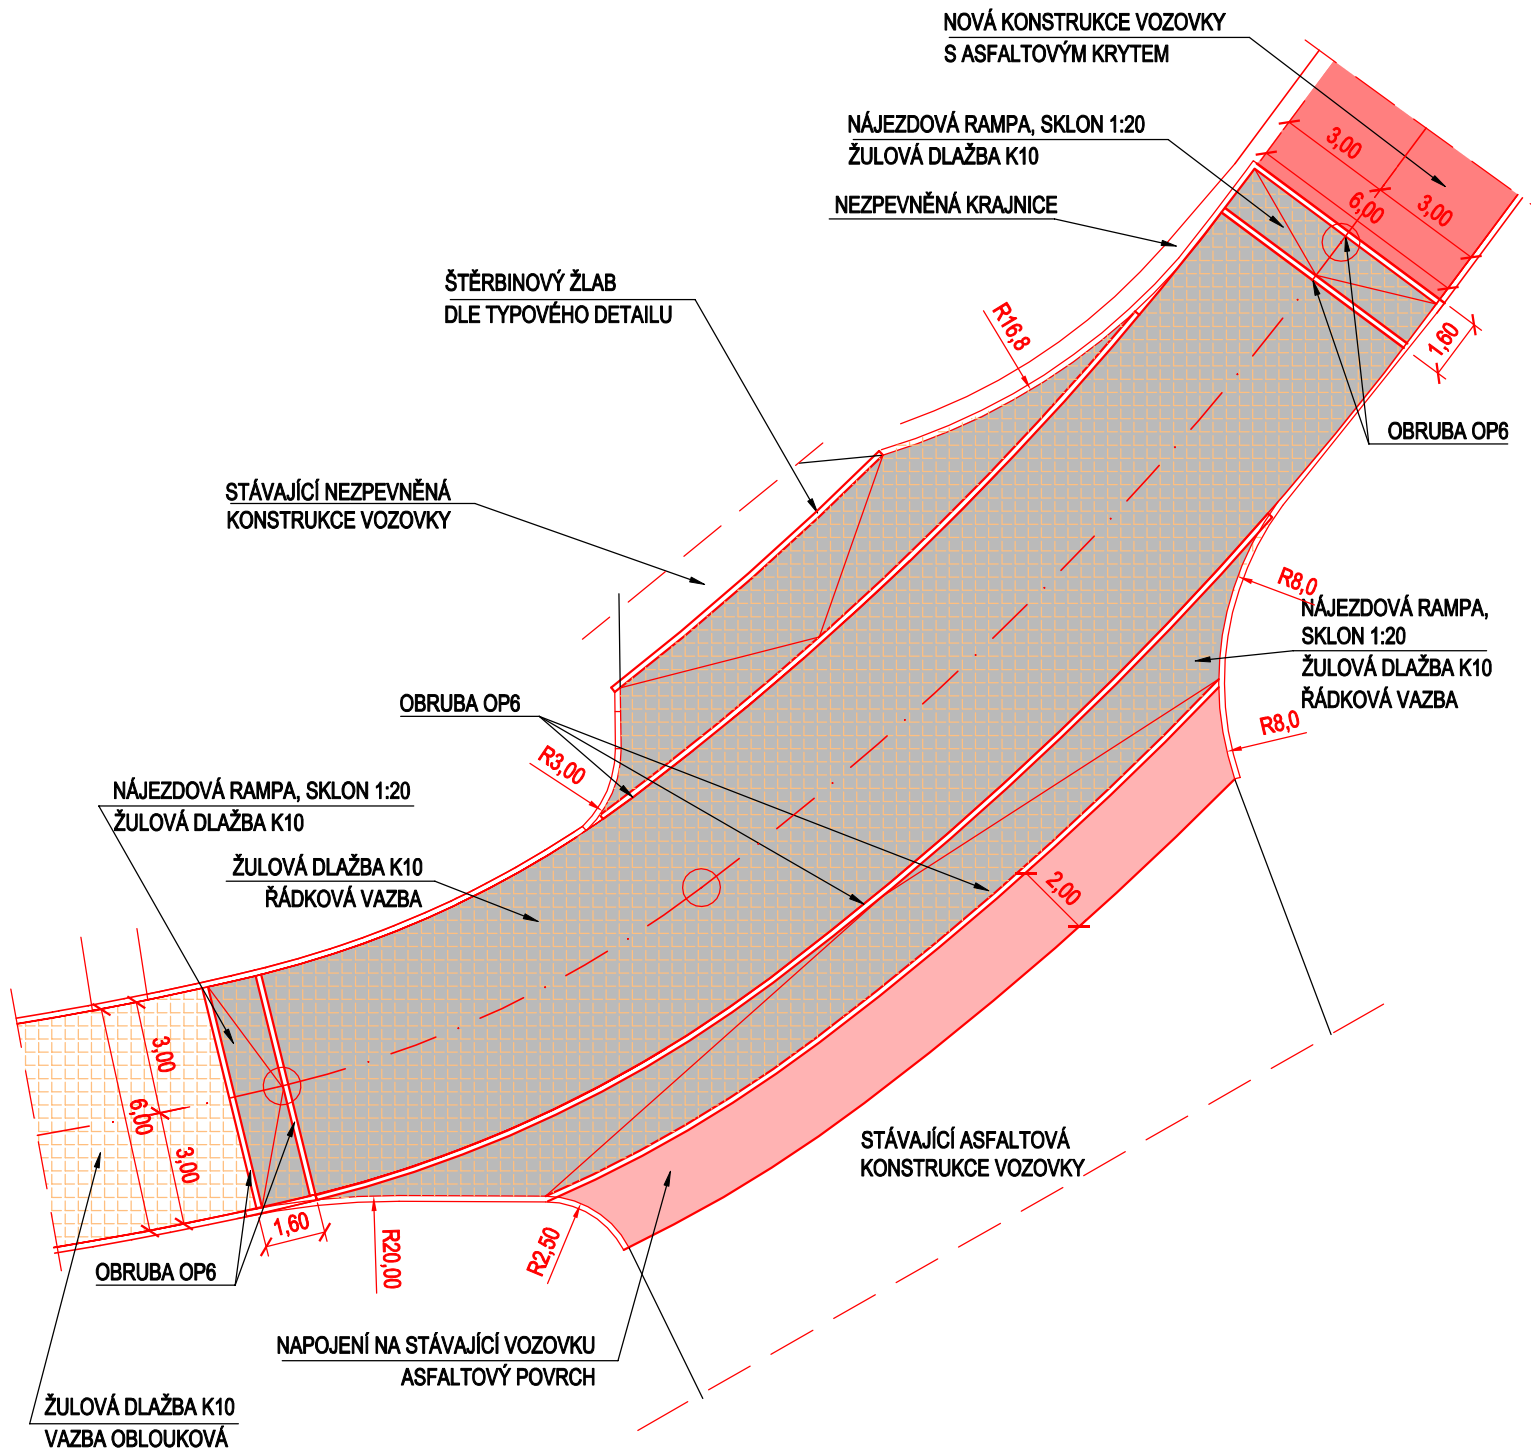 NOVÁ KONSTRUKCE VOZOVKY
S ASFALTOVÝM KRYTEM
NÁJEZDOVÁ RAMPA, SKLON 1:20
ŽULOVÁ DLAŽBA K10
NEZPEVNĚNÁ KRAJNICE
3,00
6,00
3,00
ŠTĚRBINOVÝ ŽLAB
DLE TYPOVÉHO DETAILU
R16,8
1,60
OBRUBA OP6
STÁVAJÍCÍ NEZPEVNĚNÁ
KONSTRUKCE VOZOVKY
R8,0
NÁJEZDOVÁ RAMPA,
SKLON 1:20
ŽULOVÁ DLAŽBA K10
ŘÁDKOVÁ VAZBA
OBRUBA OP6
R8,0
R3,00
NÁJEZDOVÁ RAMPA, SKLON 1:20
ŽULOVÁ DLAŽBA K10
ŽULOVÁ DLAŽBA K10
ŘÁDKOVÁ VAZBA
2,00
3,00
6,00
3,00
STÁVAJÍCÍ ASFALTOVÁ
KONSTRUKCE VOZOVKY
1,60
R20,00
R2,50
OBRUBA OP6
NAPOJENÍ NA STÁVAJÍCÍ VOZOVKU
ASFALTOVÝ POVRCH
ŽULOVÁ DLAŽBA K10
VAZBA OBLOUKOVÁ